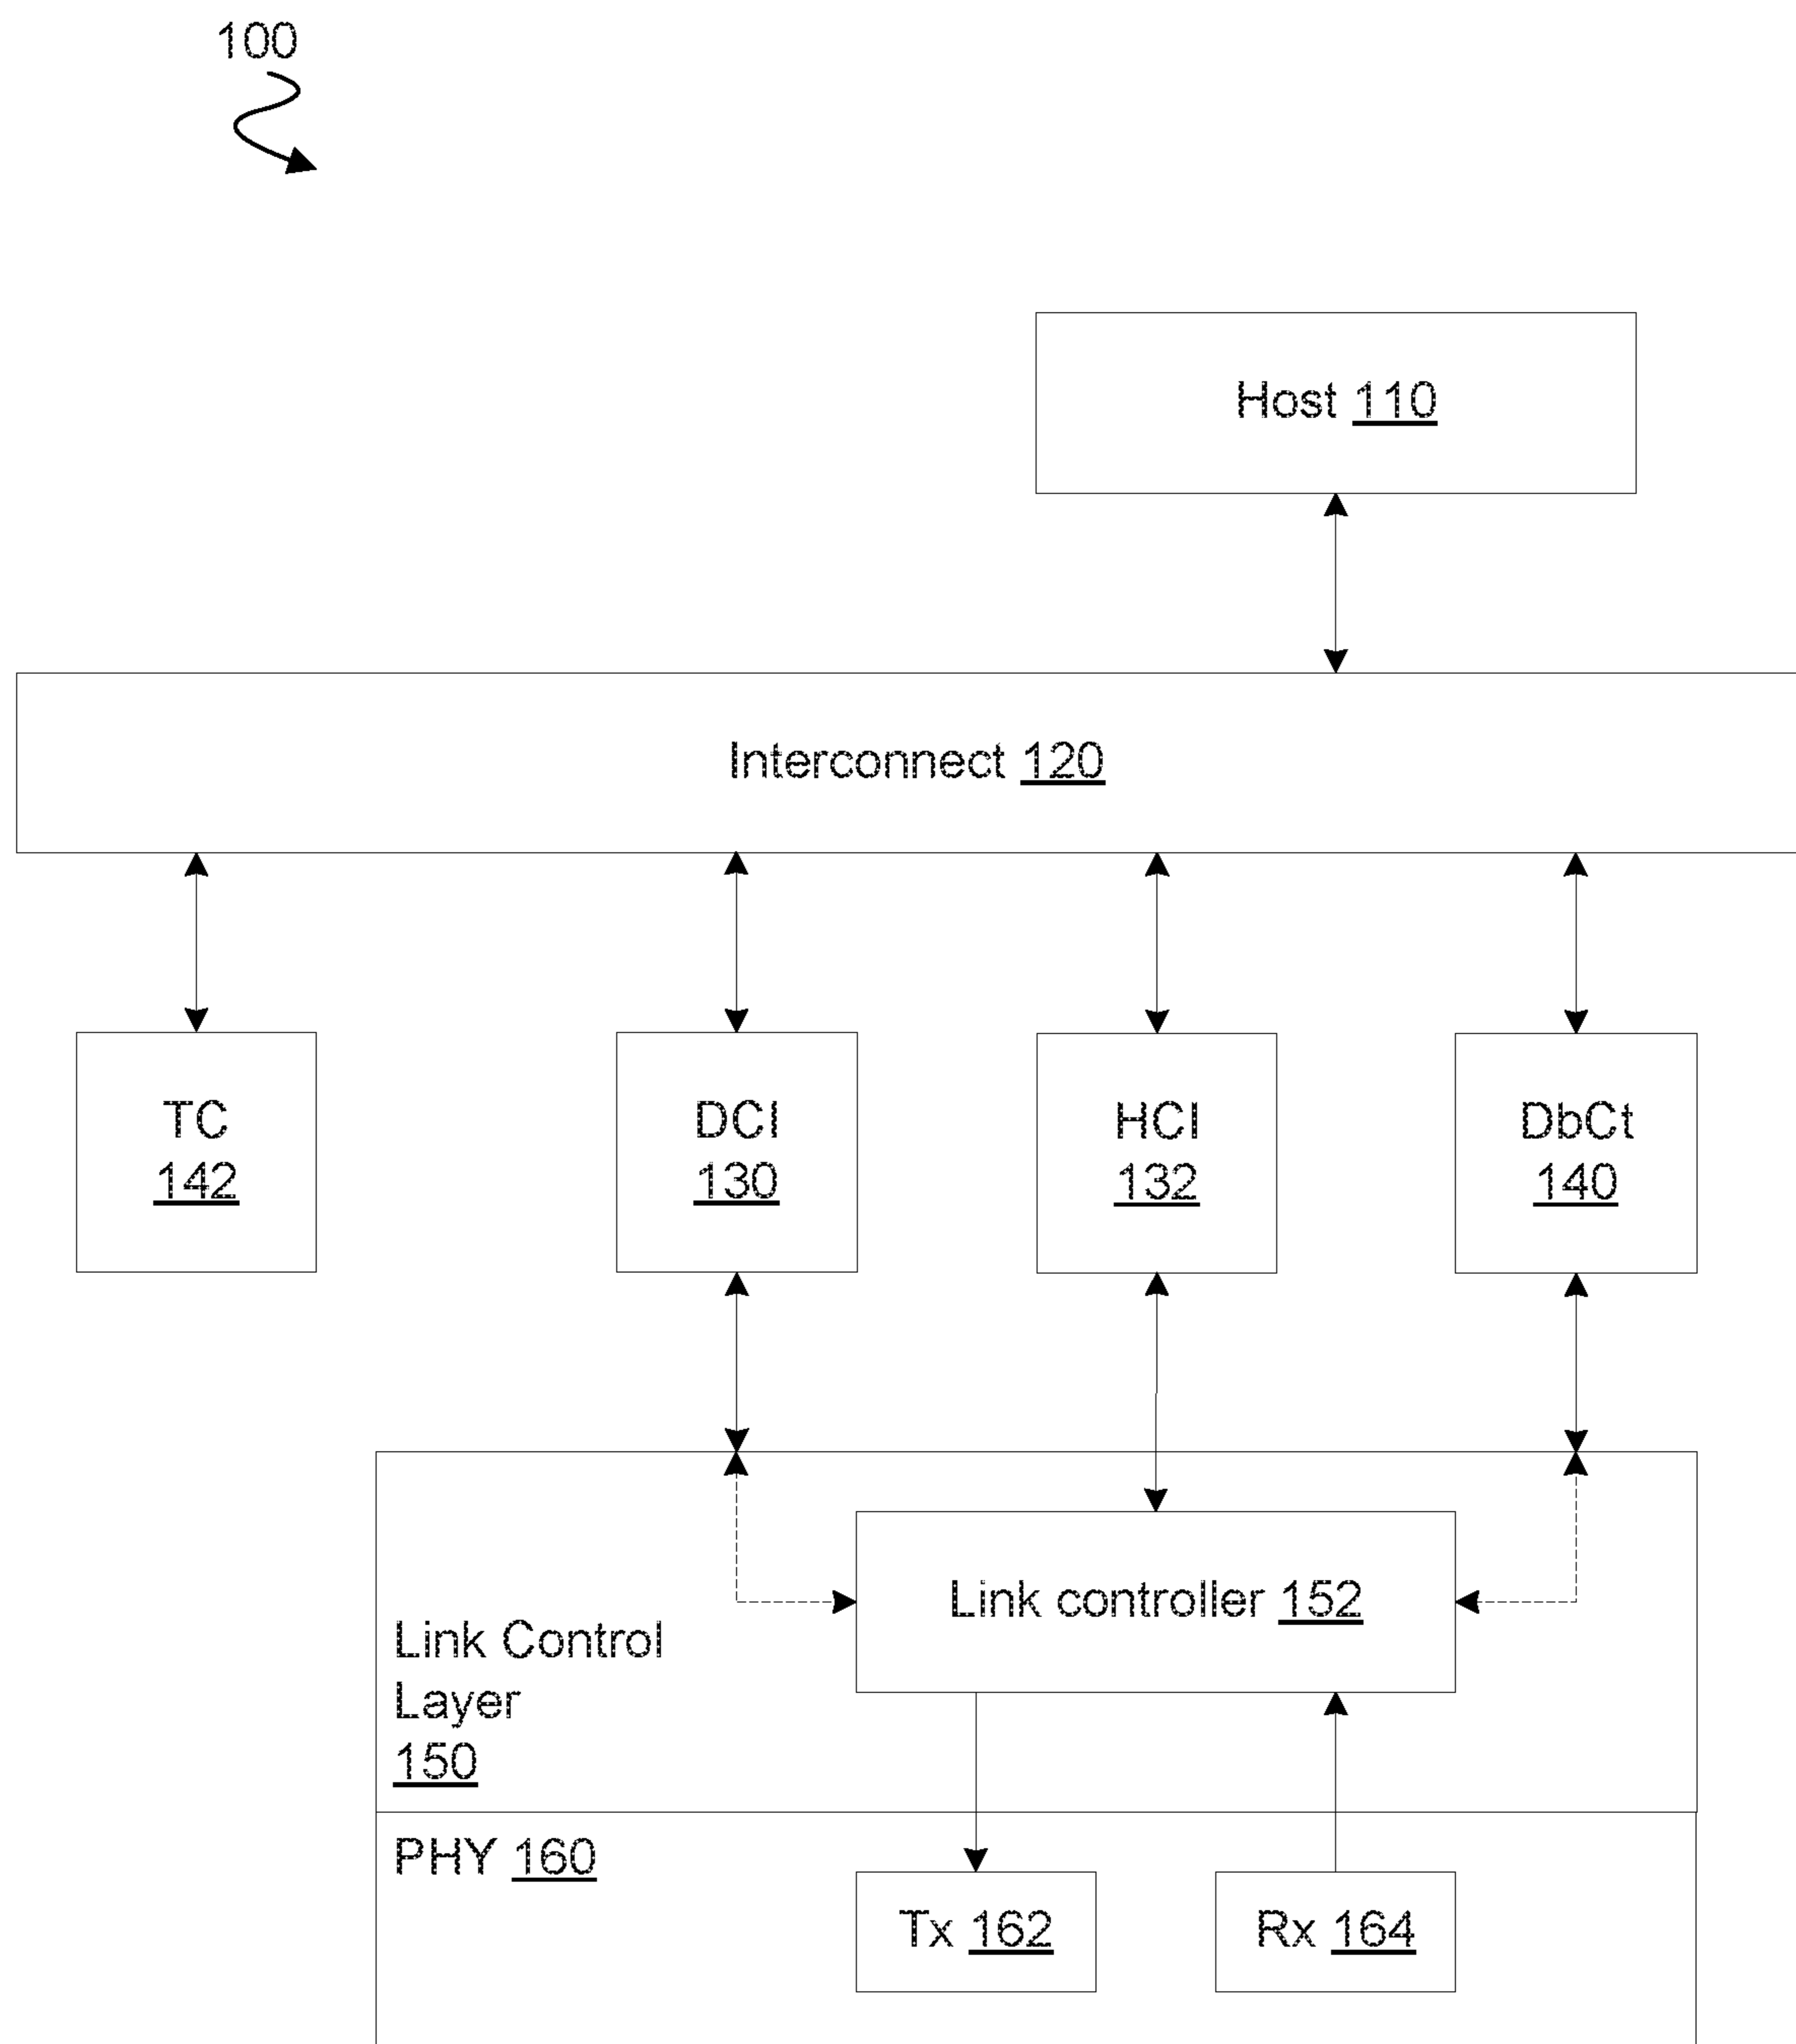 100
Host 110
Interconnect 120
TC
142
DCI
130
HCI
132
DbCt
140
Link controller 152
Link Control
Layer
150
PHY 160
Tx 162
Rx 164